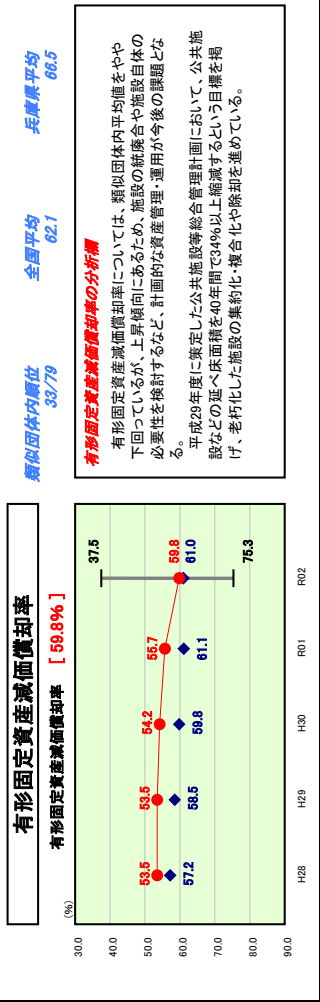 有形固定資産減価償却率
類似団体内順位
33/79
全国平均
62.1
兵庫県平均
66.5
有形固定資産減価償却率 [ 59.8% ]
(%)
30.0
40.0
50.0
60.0
70.0
80.0
90.0
53.5
57.2
53.5
58.5
54.2
59.8
55.7
61.1
37.5
59.8
61.0
75.3
H28
H29
H30
R01
R02
有形固定資産減価償却率の分析欄
有形固定資産減価償却率については、類似団体内平均値をやや
下回っているが、上昇傾向にあるため、施設の統廃合や施設自体の
必要性を検討するなど、計画的な資産管理・運用が今後の課題とな
る。
平成29年度に策定した公共施設等総合管理計画において、公共施
設などの延べ床面積を40年間で34%以上縮減するという目標を掲
げ、老朽化した施設の集約化・複合化や除却を進めている。